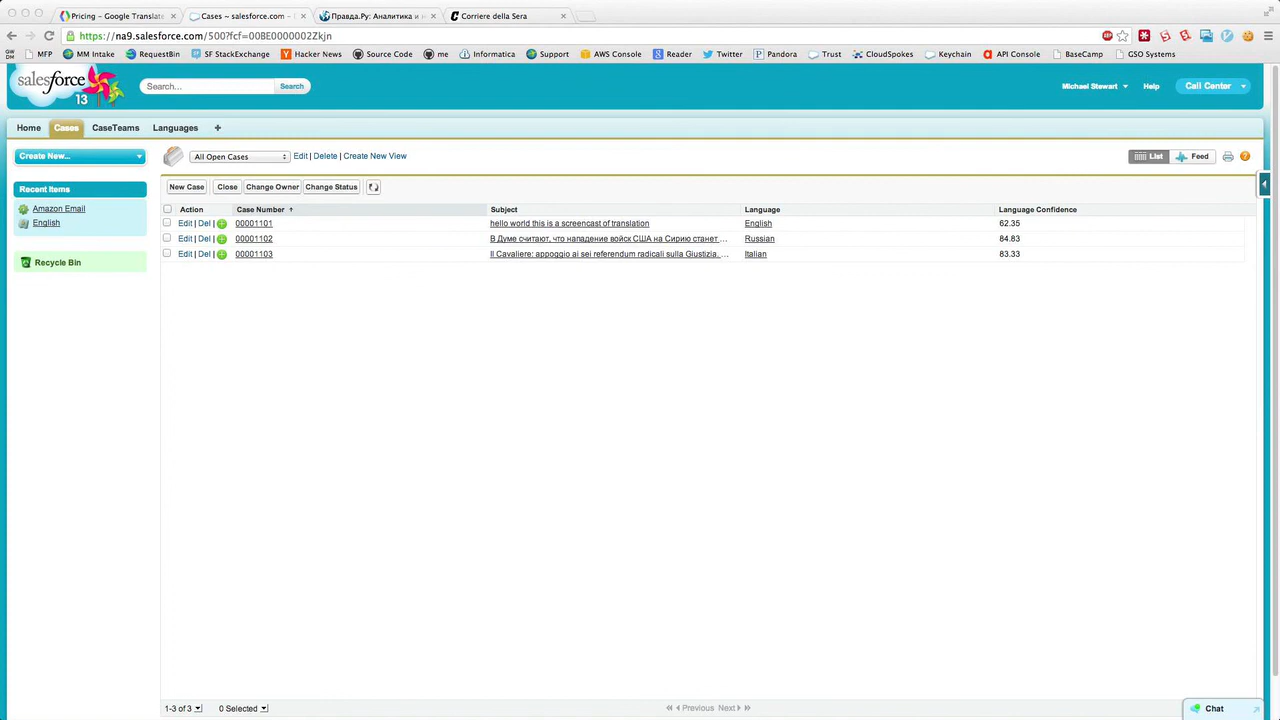 Pricing – Google Translate
Cases ~ salesforce.com –
Правда.Ру: Аналитика и
Corriere della Sera
https://na9.salesforce.com/500?fcf=00BE0000002Zkjn
GW DM MFP MM Intake RequestBin SF StackExchange Hacker News Source Code me Informatica Support AWS Console Reader Twitter Pandora Trust CloudSpokes Keychain API Console BaseCamp GSO Systems
salesforce 13
Search... Search
Michael Stewart Help Call Center
Home Cases CaseTeams Languages +
Create New...
All Open Cases Edit | Delete | Create New View
List Feed
Recent Items
Amazon Email
English
Recycle Bin
New Case Close Change Owner Change Status
Action Case Number Subject Language Language Confidence
Edit | Del | 00001101 hello world this is a screencast of translation English 62.35
Edit | Del | 00001102 В Думе считают, что нападение войск США на Сирию станет ... Russian 84.83
Edit | Del | 00001103 Il Cavaliere: appoggio ai sei referendum radicali sulla Giustizia. ... Italian 83.33
1-3 of 3 0 Selected Previous Next
Chat